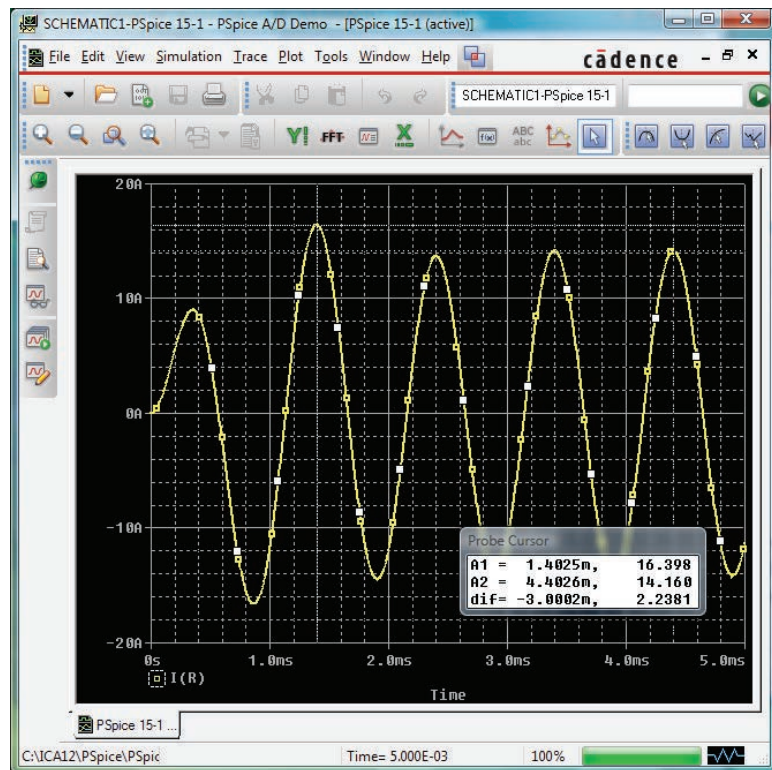 SCHEMATIC1-PSpice 15-1 - PSpice A/D Demo - [PSpice 15-1 (active)]
File Edit View Simulation Trace Plot Tools Window Help
cādence
SCHEMATIC1-PSpice 15-1
FFT
ABC
abc
20A
10A
0A
-10A
-20A
Probe Cursor
A1 = 1.4025m, 16.398
A2 = 4.4026m, 14.160
dif= -3.0002m, 2.2381
0s 1.0ms 2.0ms 3.0ms 4.0ms 5.0ms
I(R)
Time
PSpice 15-1 ...
C:\ICA12\PSpice\PSpic Time= 5.000E-03 100%